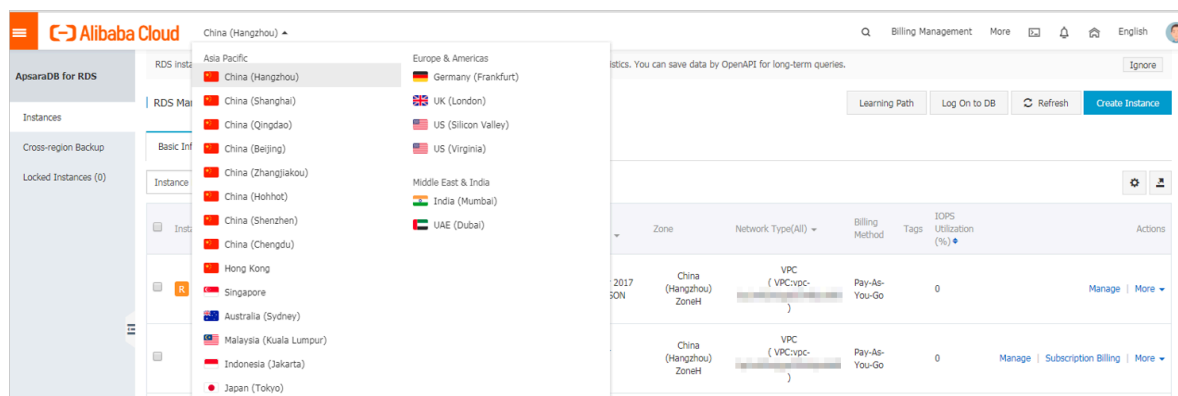 Alibaba Cloud
China (Hangzhou)
Billing Management
More
English
ApsaraDB for RDS
Instances
Cross-region Backup
Locked Instances (0)
RDS insta
Asia Pacific
China (Hangzhou)
China (Shanghai)
China (Qingdao)
China (Beijing)
China (Zhangjiakou)
China (Hohhot)
China (Shenzhen)
China (Chengdu)
Hong Kong
Singapore
Australia (Sydney)
Malaysia (Kuala Lumpur)
Indonesia (Jakarta)
Japan (Tokyo)
Europe & Americas
Germany (Frankfurt)
UK (London)
US (Silicon Valley)
US (Virginia)
Middle East & India
India (Mumbai)
UAE (Dubai)
istics. You can save data by OpenAPI for long-term queries.
Ignore
RDS Mar
Learning Path
Log On to DB
Refresh
Create Instance
Basic Inf
Instance
Insta
Zone
Network Type(All)
Billing
Method
Tags
IOPS
Utilization
(%)
Actions
R
2017
SON
China
(Hangzhou)
ZoneH
VPC
( VPC:vpc-
)
Pay-As-
You-Go
0
Manage | More
China
(Hangzhou)
ZoneH
VPC
( VPC:vpc-
)
Pay-As-
You-Go
0
Manage | Subscription Billing | More